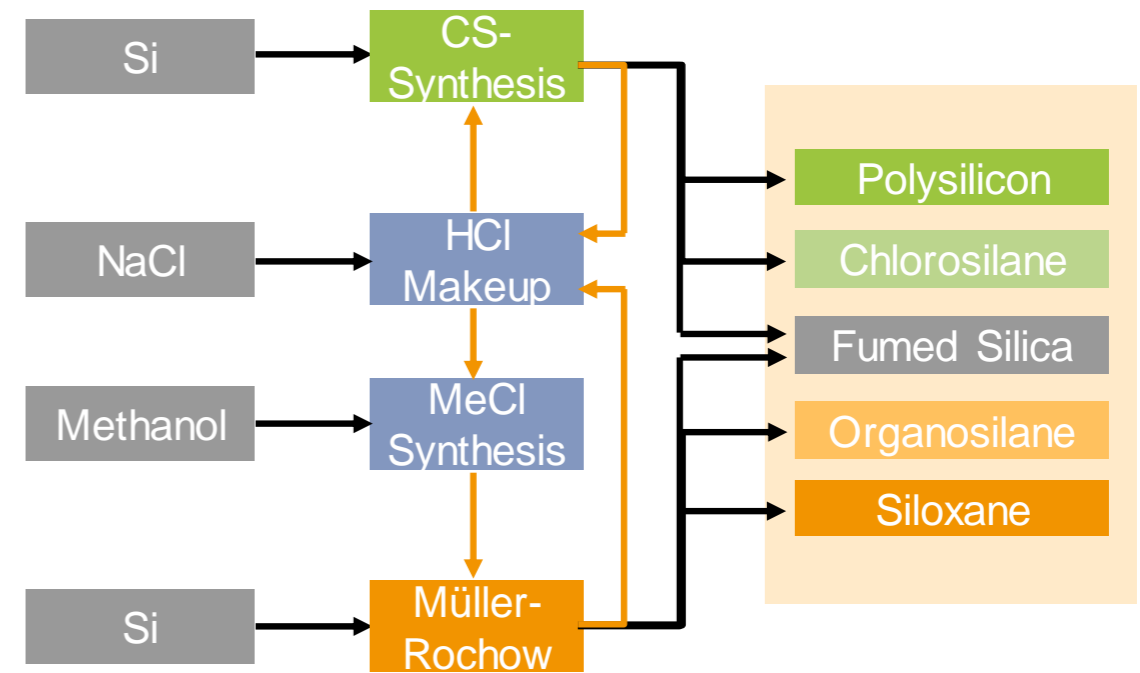 Si
CS-
Synthesis
NaCl
HCl
Makeup
Methanol
MeCl
Synthesis
Si
Müller-
Rochow
Polysilicon
Chlorosilane
Fumed Silica
Organosilane
Siloxane